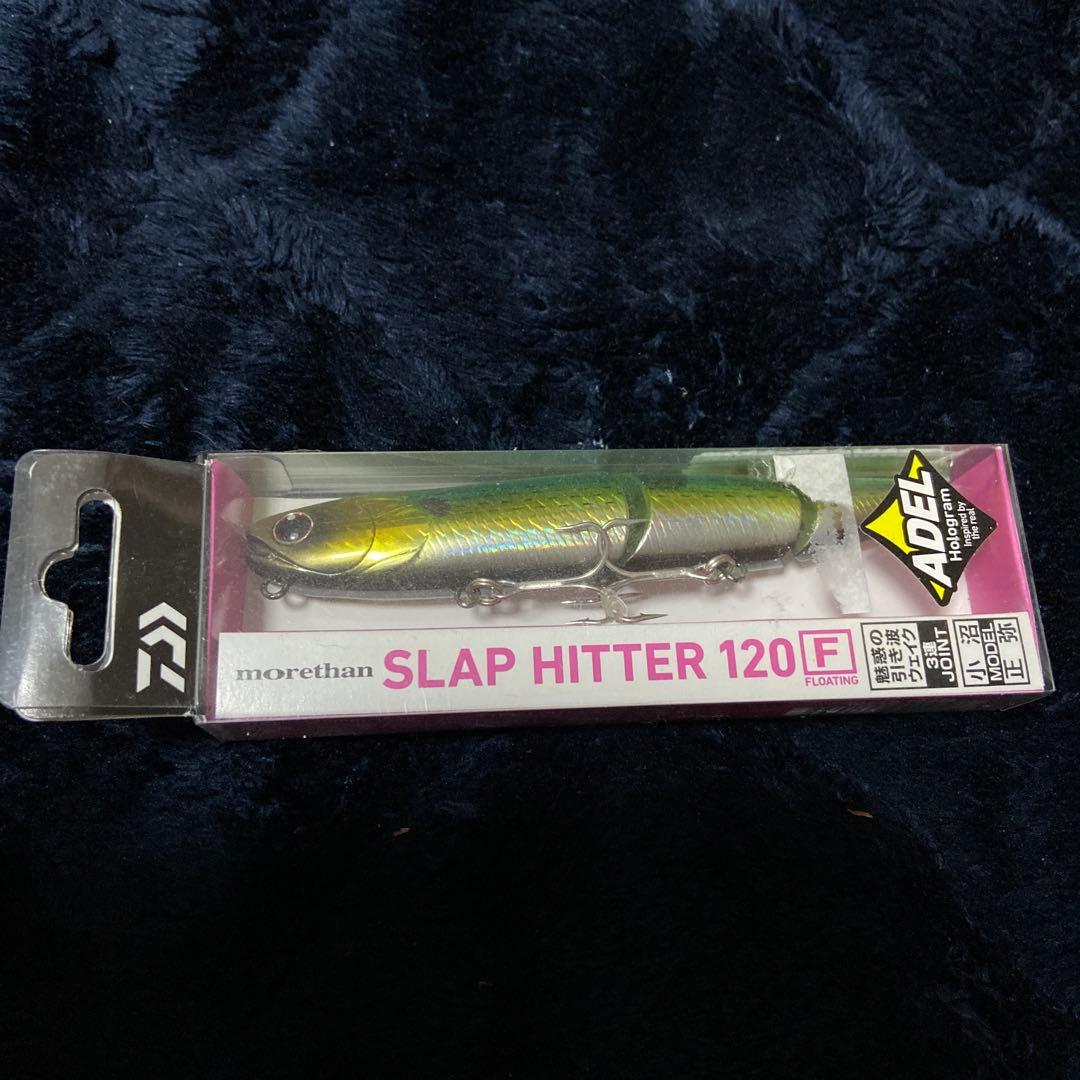 ADEL
Hologram
Inspired by
the real
morethan SLAP HITTER 120 F
FLOATING
魅惑の
引き波
ウェイク
3連
JOINT
小沼
MODEL
正弥